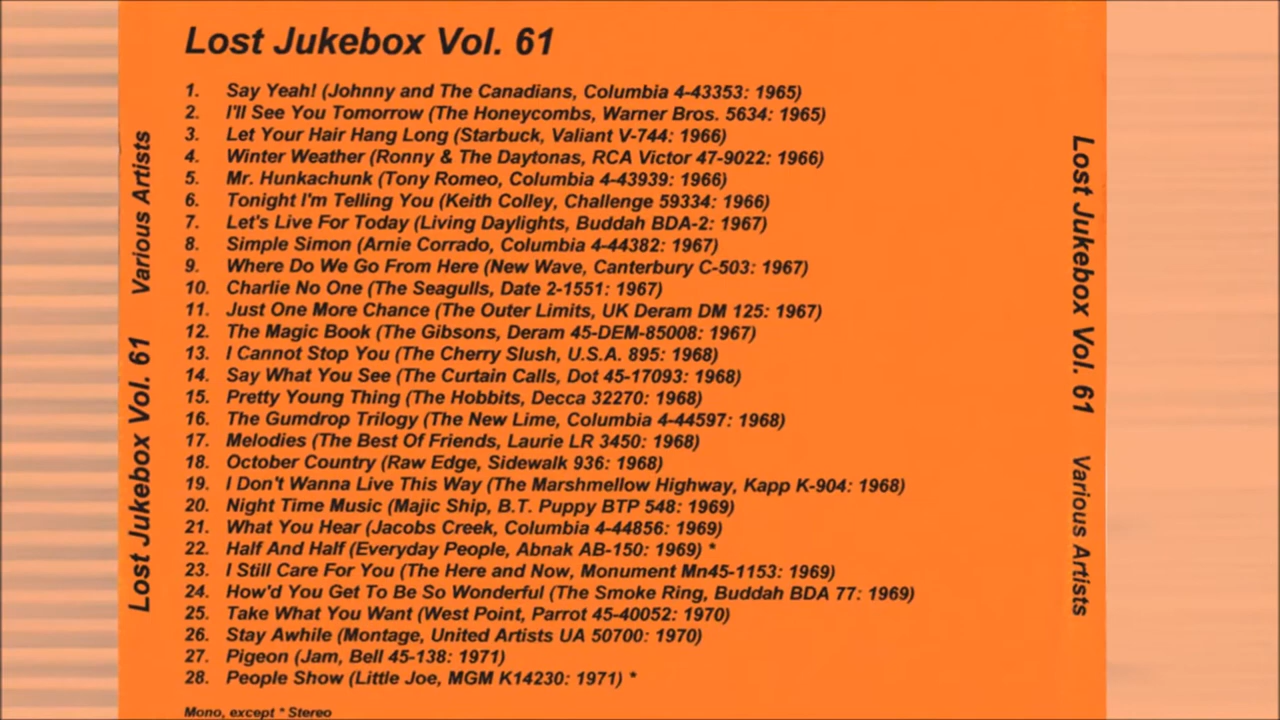 Lost Jukebox Vol. 61
1. Say Yeah! (Johnny and The Canadians, Columbia 4-43353: 1965)
2. I'll See You Tomorrow (The Honeycombs, Warner Bros. 5634: 1965)
3. Let Your Hair Hang Long (Starbuck, Valiant V-744: 1966)
4. Winter Weather (Ronny & The Daytonas, RCA Victor 47-9022: 1966)
5. Mr. Hunkachunk (Tony Romeo, Columbia 4-43939: 1966)
6. Tonight I'm Telling You (Keith Colley, Challenge 59334: 1966)
7. Let's Live For Today (Living Daylights, Buddah BDA-2: 1967)
8. Simple Simon (Arnie Corrado, Columbia 4-44382: 1967)
9. Where Do We Go From Here (New Wave, Canterbury C-503: 1967)
10. Charlie No One (The Seagulls, Date 2-1551: 1967)
11. Just One More Chance (The Outer Limits, UK Deram DM 125: 1967)
12. The Magic Book (The Gibsons, Deram 45-DEM-85008: 1967)
13. I Cannot Stop You (The Cherry Slush, U.S.A. 895: 1968)
14. Say What You See (The Curtain Calls, Dot 45-17093: 1968)
15. Pretty Young Thing (The Hobbits, Decca 32270: 1968)
16. The Gumdrop Trilogy (The New Lime, Columbia 4-44597: 1968)
17. Melodies (The Best Of Friends, Laurie LR 3450: 1968)
18. October Country (Raw Edge, Sidewalk 936: 1968)
19. I Don't Wanna Live This Way (The Marshmellow Highway, Kapp K-904: 1968)
20. Night Time Music (Majic Ship, B.T. Puppy BTP 548: 1969)
21. What You Hear (Jacobs Creek, Columbia 4-44856: 1969)
22. Half And Half (Everyday People, Abnak AB-150: 1969) *
23. I Still Care For You (The Here and Now, Monument Mn45-1153: 1969)
24. How'd You Get To Be So Wonderful (The Smoke Ring, Buddah BDA 77: 1969)
25. Take What You Want (West Point, Parrot 45-40052: 1970)
26. Stay Awhile (Montage, United Artists UA 50700: 1970)
27. Pigeon (Jam, Bell 45-138: 1971)
28. People Show (Little Joe, MGM K14230: 1971) *
Mono, except * Stereo
Lost Jukebox Vol. 61 Various Artists
Lost Jukebox Vol. 61 Various Artists